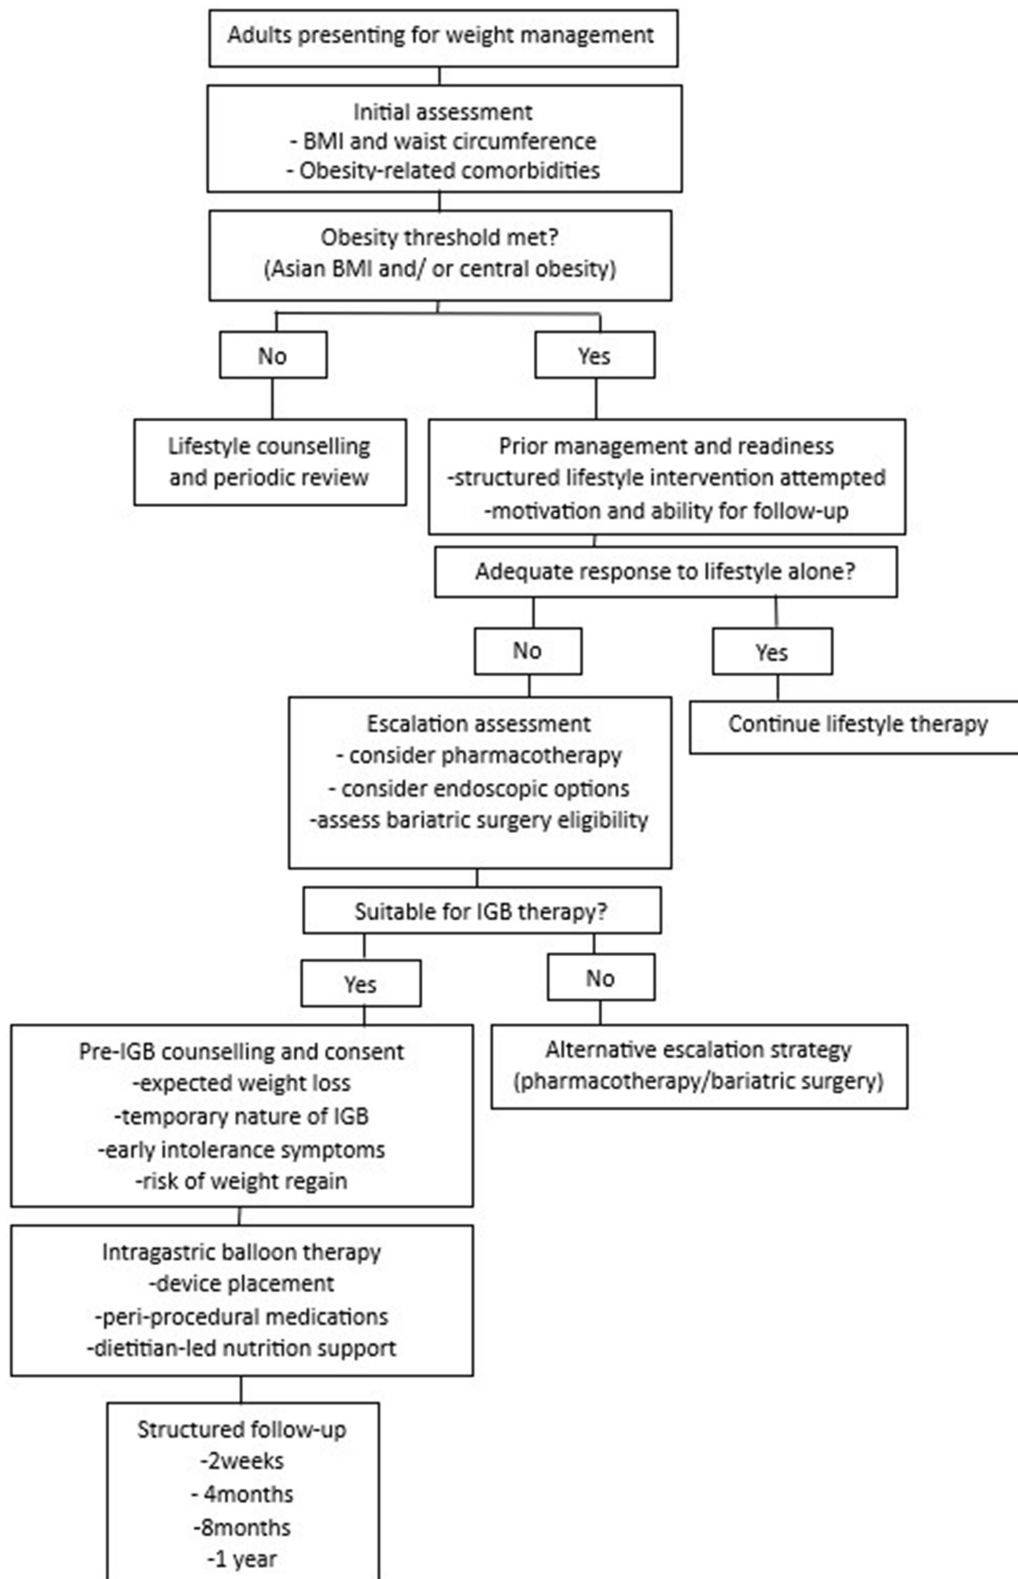 Adults presenting for weight management
Initial assessment
- BMI and waist circumference
- Obesity-related comorbidities
Obesity threshold met?
(Asian BMI and/ or central obesity)
No
Yes
Lifestyle counselling
and periodic review
Prior management and readiness
-structured lifestyle intervention attempted
-motivation and ability for follow-up
Adequate response to lifestyle alone?
No
Yes
Escalation assessment
- consider pharmacotherapy
- consider endoscopic options
-assess bariatric surgery eligibility
Continue lifestyle therapy
Suitable for IGB therapy?
Yes
No
Pre-IGB counselling and consent
-expected weight loss
-temporary nature of IGB
-early intolerance symptoms
-risk of weight regain
Alternative escalation strategy
(pharmacotherapy/bariatric surgery)
Intragastric balloon therapy
-device placement
-peri-procedural medications
-dietitian-led nutrition support
Structured follow-up
-2weeks
- 4months
-8months
-1 year